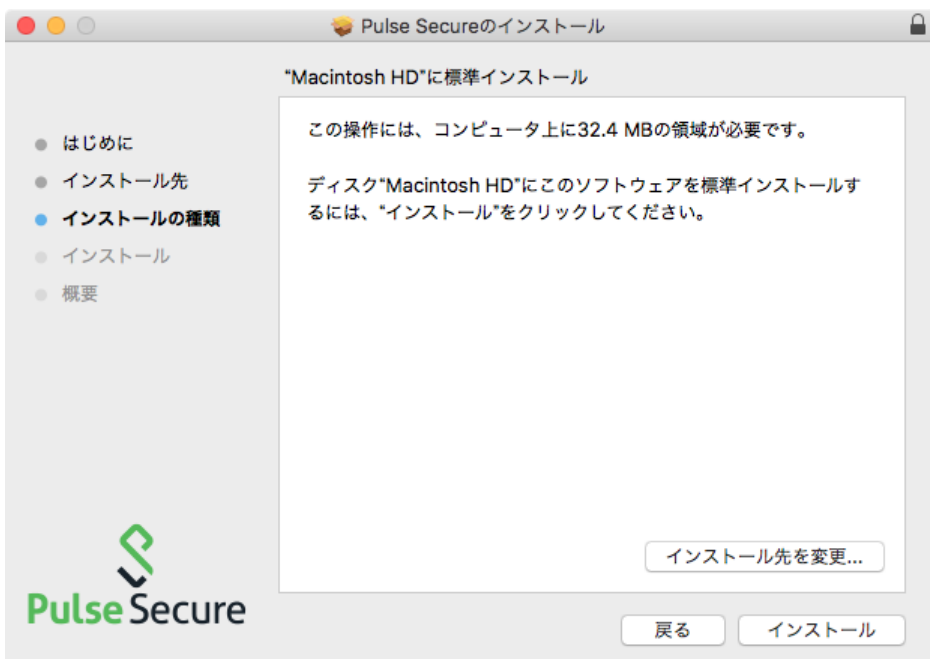 Pulse Secureのインストール
“Macintosh HD”に標準インストール
はじめに
インストール先
インストールの種類
インストール
概要
この操作には、コンピュータ上に32.4 MBの領域が必要です。
ディスク“Macintosh HD”にこのソフトウェアを標準インストールす
るには、“インストール”をクリックしてください。
インストール先を変更...
Pulse Secure
戻る
インストール